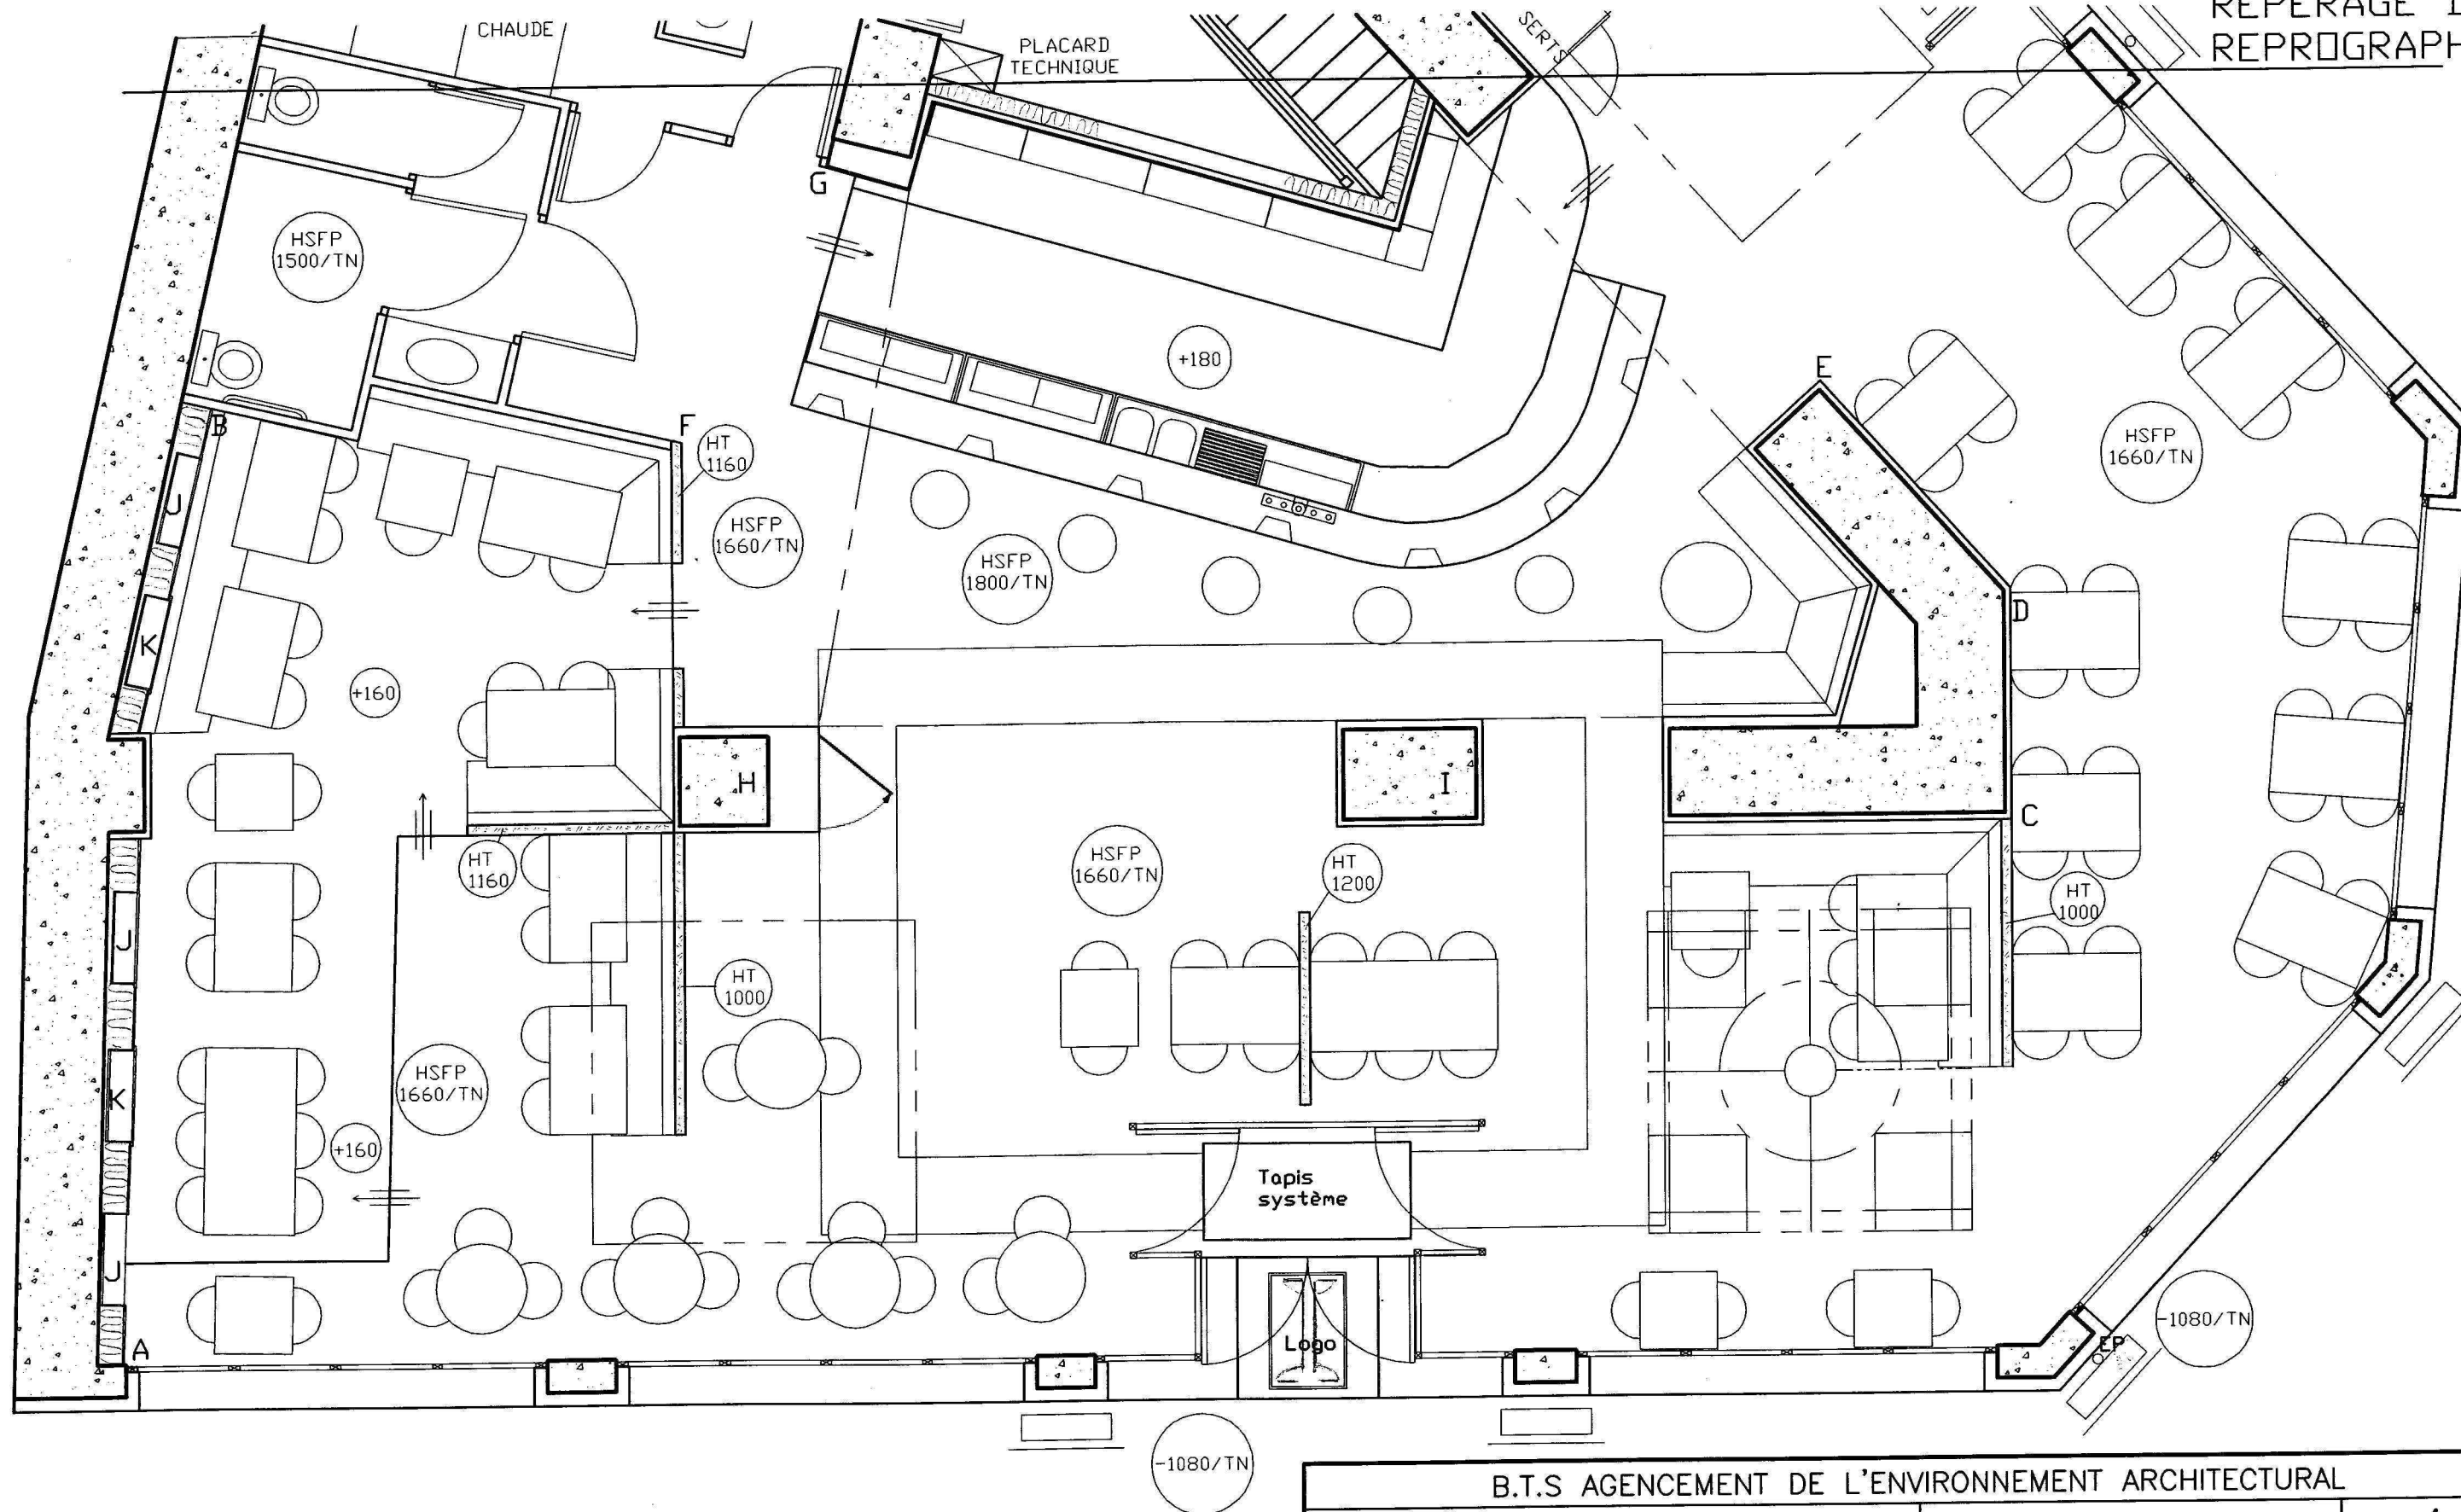 REPERAGE
REPROGRAPH
CHAUDE
PLACARD
TECHNIQUE
SERTS
G
HSFP
1500/TN
+180
E
B
F
HT
1160
HSFP
1660/TN
J
HSFP
1660/TN
HSFP
1800/TN
D
K
+160
H
I
C
HT
1160
HSFP
1660/TN
HT
1200
HT
1000
J
HT
1000
K
HSFP
1660/TN
+160
Tapis
système
J
A
Logo
-1080/TN
EP
-1080/TN
B.T.S AGENCEMENT DE L'ENVIRONNEMENT ARCHITECTURAL